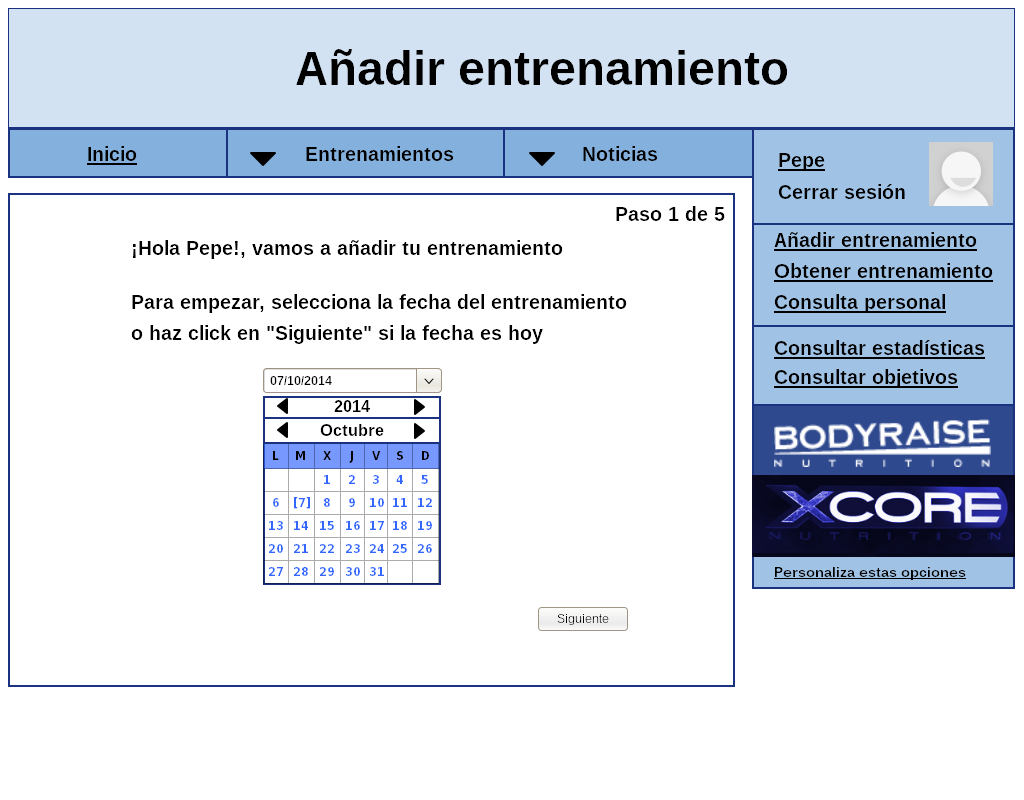 Añadir entrenamiento
Inicio
Entrenamientos
Noticias
Pepe
Cerrar sesión
Paso 1 de 5
¡Hola Pepe!, vamos a añadir tu entrenamiento
Para empezar, selecciona la fecha del entrenamiento
o haz click en "Siguiente" si la fecha es hoy
07/10/2014
2014
Octubre
L M X J V S D
1 2 3 4 5
6 [7] 8 9 10 11 12
13 14 15 16 17 18 19
20 21 22 23 24 25 26
27 28 29 30 31
Siguiente
Añadir entrenamiento
Obtener entrenamiento
Consulta personal
Consultar estadísticas
Consultar objetivos
BODYRAISE
NUTRITION
XCORE
NUTRITION
Personaliza estas opciones